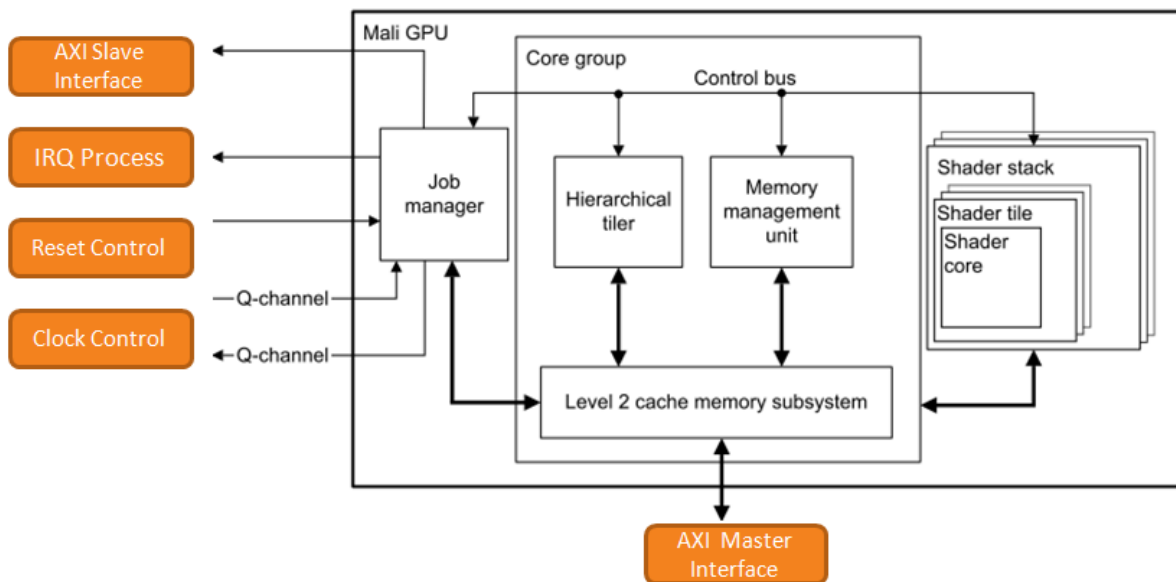 Mali GPU
AXI Slave
Interface
Core group
Control bus
IRQ Process
Job
manager
Hierarchical
tiler
Memory
management
unit
Shader stack
Shader tile
Shader
core
Reset Control
Q-channel
Clock Control
Q-channel
Level 2 cache memory subsystem
AXI Master
Interface